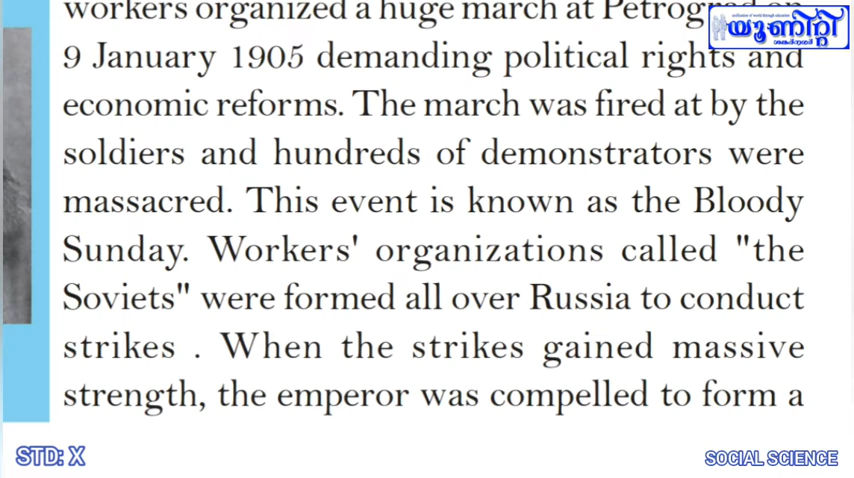 workers organized a huge march at Petrograd on
9 January 1905 demanding political rights and
economic reforms. The march was fired at by the
soldiers and hundreds of demonstrators were
massacred. This event is known as the Bloody
Sunday. Workers' organizations called "the
Soviets" were formed all over Russia to conduct
strikes . When the strikes gained massive
strength, the emperor was compelled to form a
യൂണിറ്റി
STD: X
SOCIAL SCIENCE